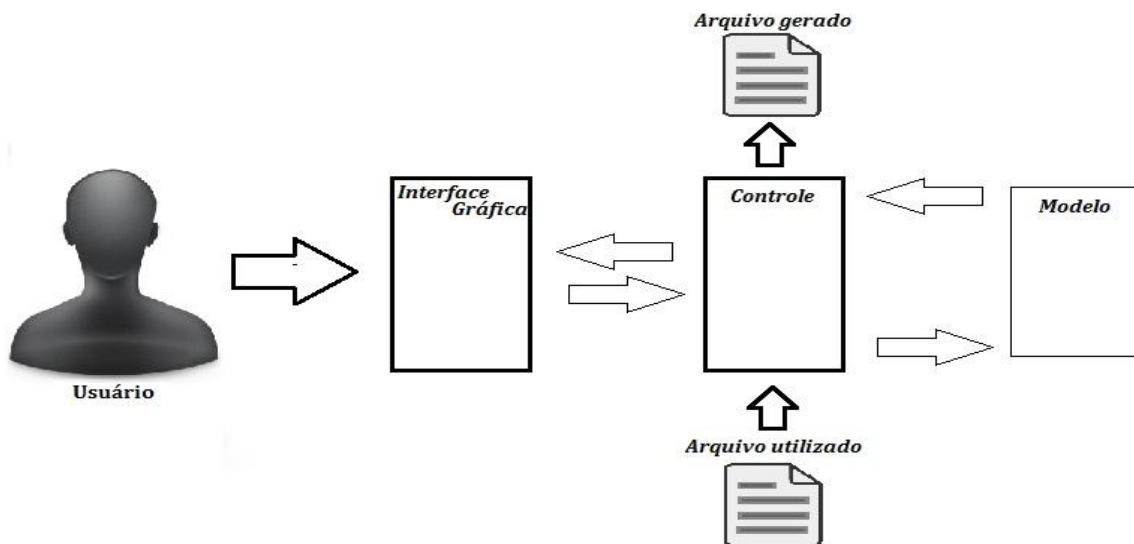 Arquivo gerado
Interface
Gráfica
Controle
Modelo
Usuário
Arquivo utilizado